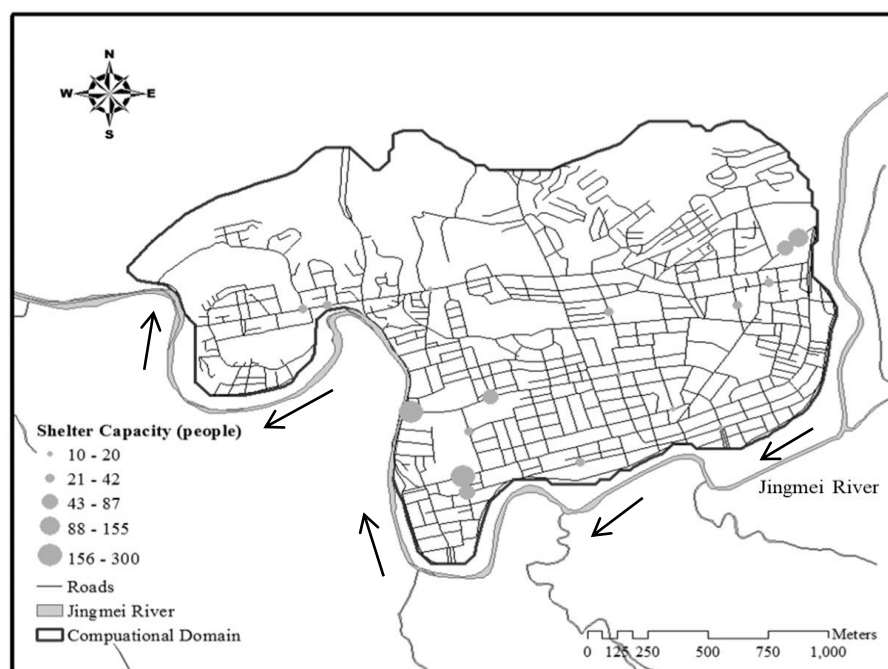 N
W E
S
Shelter Capacity (people)
10 - 20
21 - 42
43 - 87
88 - 155
156 - 300
Roads
Jingmei River
Compuational Domain
Jingmei River
Meters
0 125 250 500 750 1,000